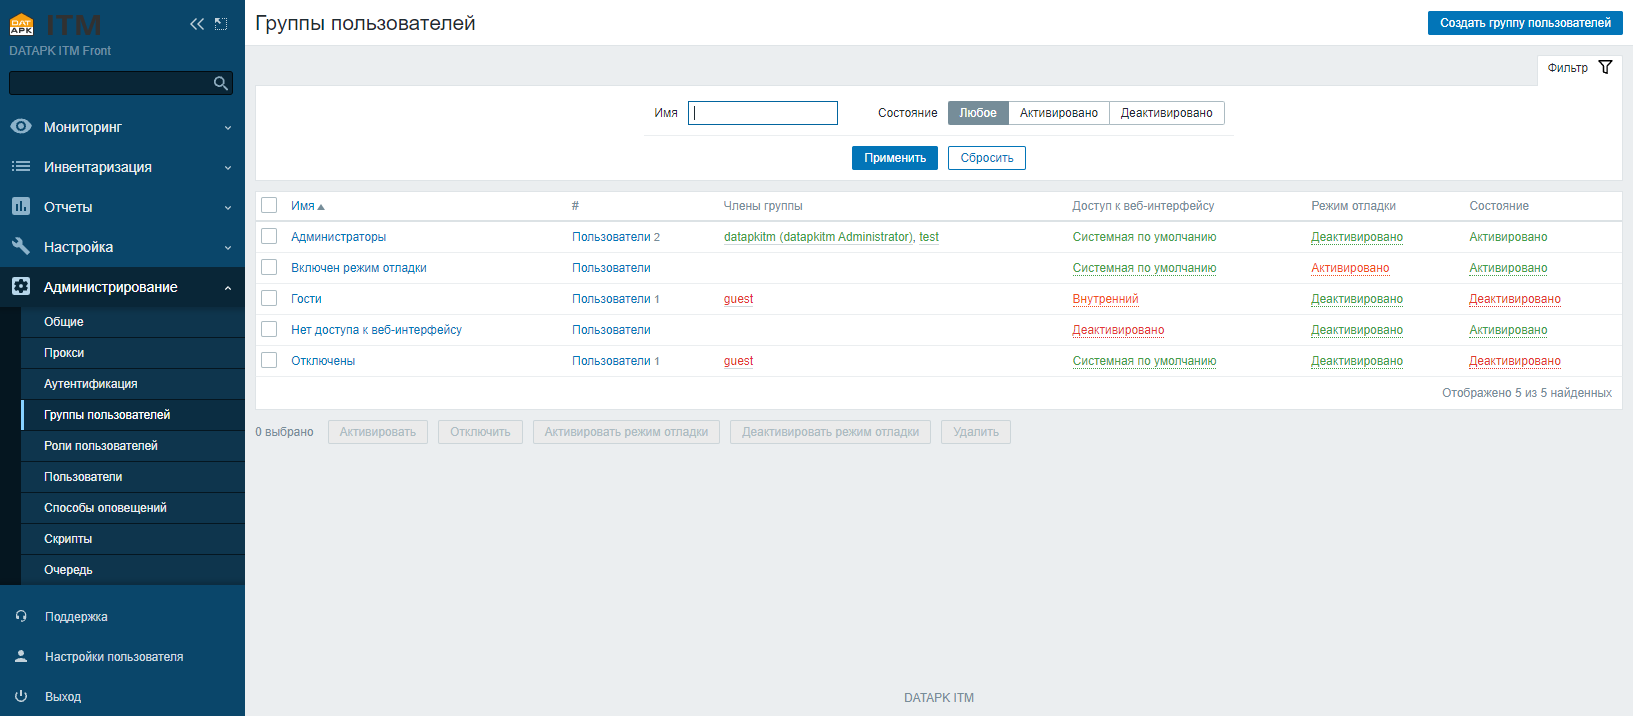 DAT
APK
ITM
DATAPK ITM Front
Мониторинг
Инвентаризация
Отчеты
Настройка
Администрирование
Общие
Прокси
Аутентификация
Группы пользователей
Роли пользователей
Пользователи
Способы оповещений
Скрипты
Очередь
Поддержка
Настройки пользователя
Выход
Группы пользователей
Создать группу пользователей
Фильтр
Имя
Состояние Любое Активировано Деактивировано
Применить Сбросить
Имя # Члены группы Доступ к веб-интерфейсу Режим отладки Состояние
Администраторы Пользователи 2 datapkitm (datapkitm Administrator), test Системная по умолчанию Деактивировано Активировано
Включен режим отладки Пользователи Системная по умолчанию Активировано Активировано
Гости Пользователи 1 guest Внутренний Деактивировано Деактивировано
Нет доступа к веб-интерфейсу Пользователи Деактивировано Деактивировано Активировано
Отключены Пользователи 1 guest Системная по умолчанию Деактивировано Деактивировано
Отображено 5 из 5 найденных
0 выбрано Активировать Отключить Активировать режим отладки Деактивировать режим отладки Удалить
DATAPK ITM